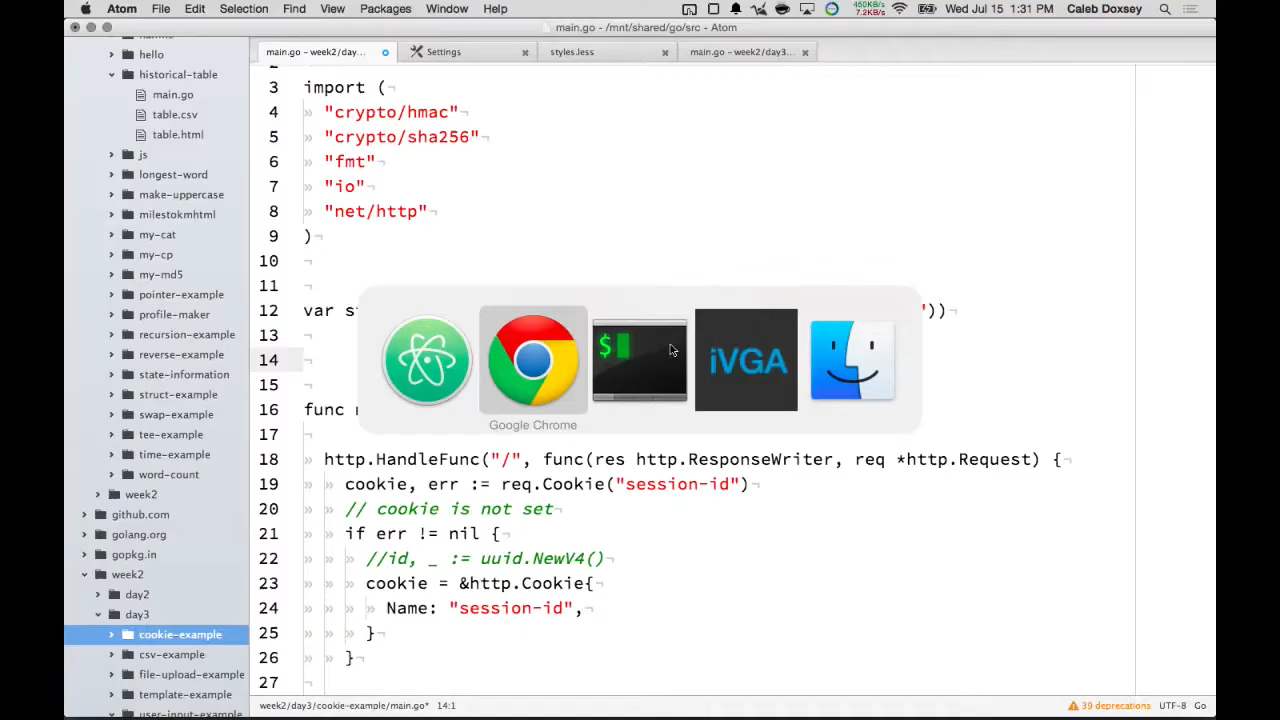 Atom File Edit Selection Find View Packages Window Help 450KB/s 7.2KB/s Wed Jul 15 1:31 PM Caleb Doxsey
main.go - /mnt/shared/go/src - Atom
main.go - week2/day... Settings styles.less main.go - week2/day3...
hello
historical-table
main.go
table.csv
table.html
js
longest-word
make-uppercase
milestokmhtml
my-cat
my-cp
my-md5
pointer-example
profile-maker
recursion-example
reverse-example
state-information
struct-example
swap-example
tee-example
time-example
word-count
week2
github.com
golang.org
gopkg.in
week2
day2
day3
cookie-example
csv-example
file-upload-example
template-example
user-input-example
3 import (¬
4 » "crypto/hmac"¬
5 » "crypto/sha256"¬
6 » "fmt"¬
7 » "io"¬
8 » "net/http"¬
9 )¬
10 ¬
11 ¬
12 var s "))¬
13 ¬
14 ¬
15 ¬
16 func
17 ¬
18 » http.HandleFunc("/", func(res http.ResponseWriter, req *http.Request) {¬
19 » » cookie, err := req.Cookie("session-id")¬
20 » » // cookie is not set¬
21 » » if err != nil {¬
22 » » » //id, _ := uuid.NewV4()¬
23 » » » cookie = &http.Cookie{¬
24 » » » » Name: "session-id",¬
25 » » » }¬
26 » » }¬
27
$
iVGA
Google Chrome
week2/day3/cookie-example/main.go* 14:1 39 deprecations UTF-8 Go